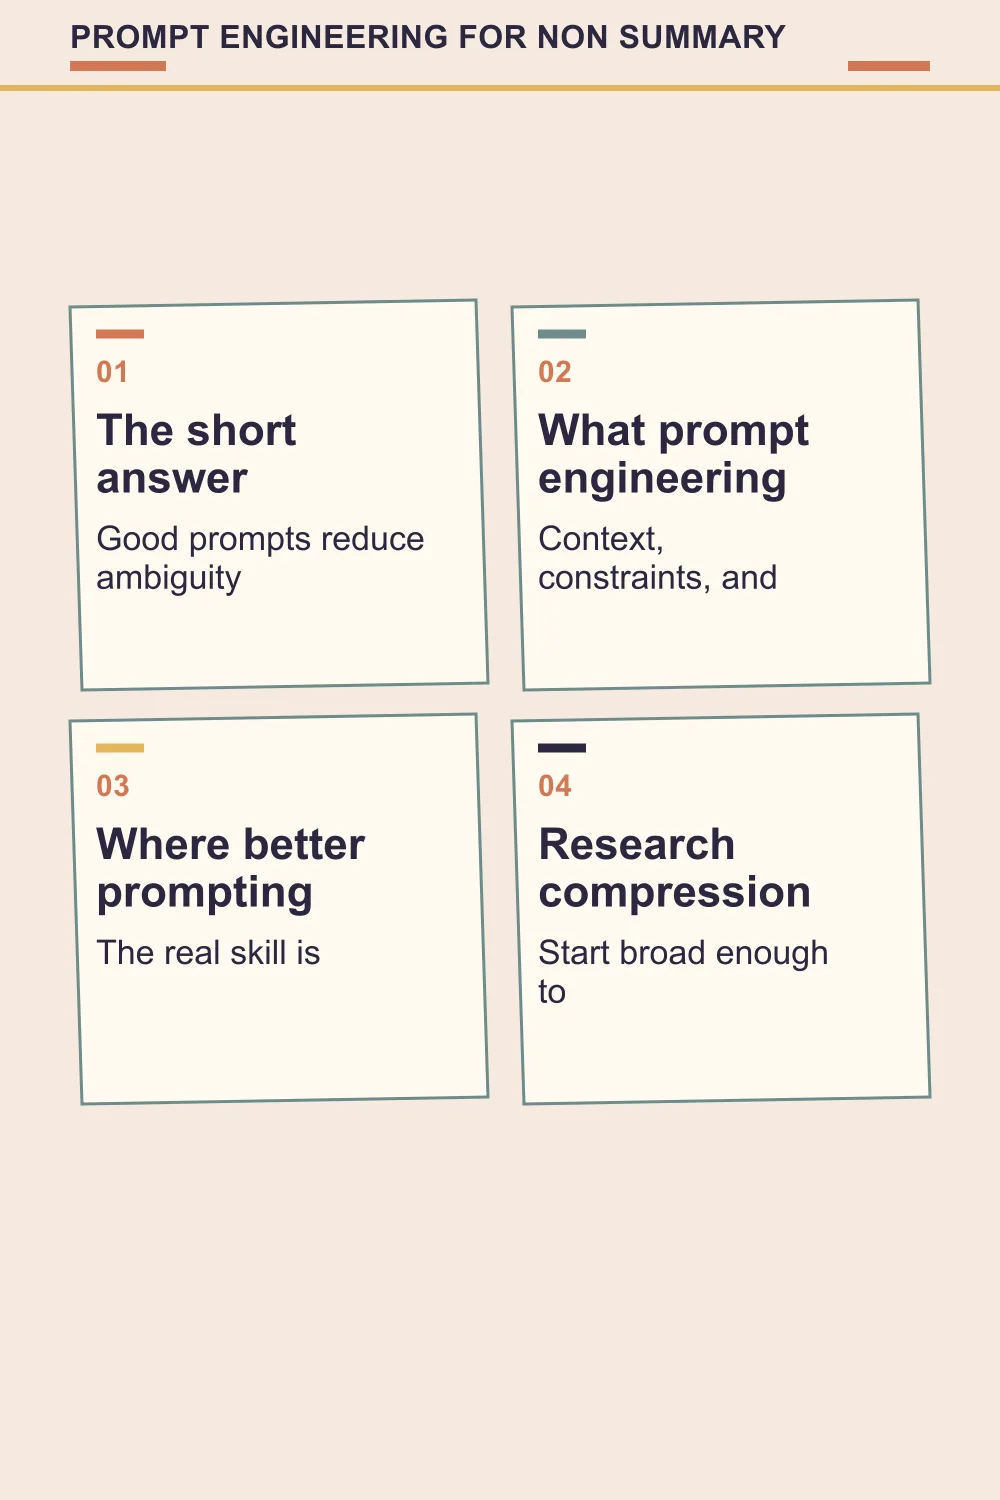 PROMPT ENGINEERING FOR NON SUMMARY
01
The short
answer
Good prompts reduce
ambiguity
02
What prompt
engineering
Context,
constraints, and
03
Where better
prompting
The real skill is
04
Research
compression
Start broad enough
to